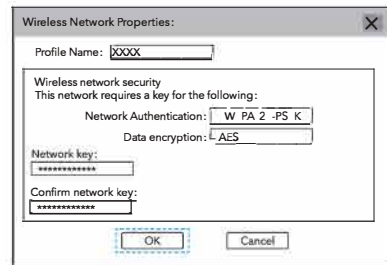 Wireless Network Properties:
X
Profile Name: XXXX
Wireless network security
This network requires a key for the following:
Network Authentication: W PA 2 -PS K
Data encryption: AES
Network key:
************
Confirm network key:
************
OK Cancel